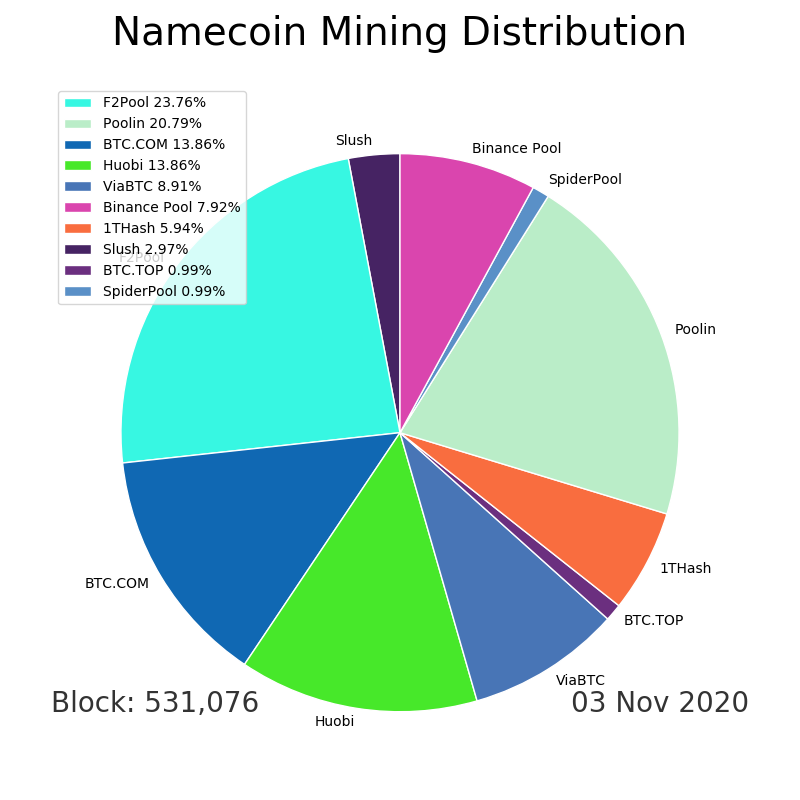 Namecoin Mining Distribution
F2Pool 23.76%
Poolin 20.79%
BTC.COM 13.86%
Huobi 13.86%
ViaBTC 8.91%
Binance Pool 7.92%
1THash 5.94%
Slush 2.97%
BTC.TOP 0.99%
SpiderPool 0.99%
Slush
Binance Pool
SpiderPool
F2Pool
Poolin
1THash
BTC.COM
BTC.TOP
ViaBTC
Huobi
Block: 531,076
03 Nov 2020